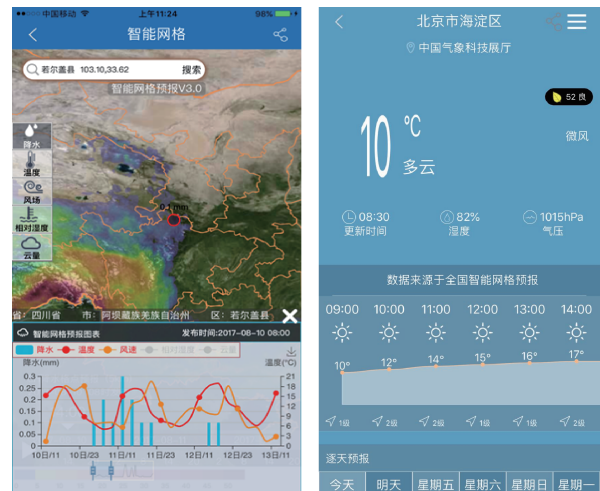 中国移动 上午11:24 98%
智能网格
若尔盖县 103.10,33.62 搜索
智能网格预报V3.0
降水
温度
风场
相对湿度
云量
0.1mm
省: 四川省 市: 阿坝藏族羌族自治州 区: 若尔盖县
智能网格预报图表 发布时间:2017-08-10 08:00
降水 温度 风速 相对湿度 云量
降水(mm) 温度(°C)
0.3 21
0.25 18
0.2 15
0.15 12
0.1 9
0.05 6
3
0 0
10日/11 10日/23 11日/11 11日/23 12日/11 12日/23 13日/11
北京市海淀区
中国气象科技展厅
52 良
10 °C
多云
微风
08:30 82% 1015hPa
更新时间 湿度 气压
数据来源于全国智能网格预报
09:00 10:00 11:00 12:00 13:00 14:00
10° 12° 14° 15° 16° 17°
1级 2级 2级 1级 1级 2级
逐天预报
今天 明天 星期五 星期六 星期日 星期一